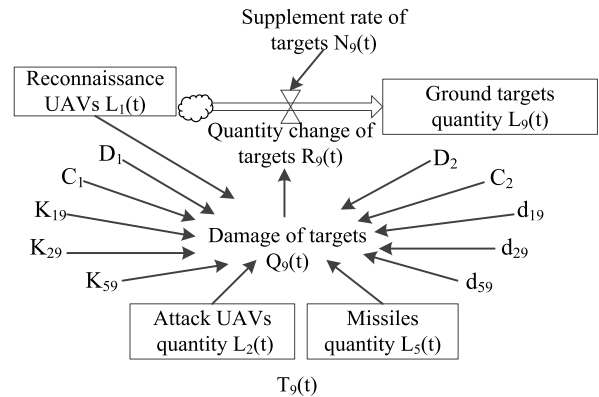 Supplement rate of
targets N₉(t)
Reconnaissance
UAVs L₁(t)
Ground targets
quantity L₉(t)
Quantity change of
targets R₉(t)
D₁
D₂
C₁
C₂
K₁₉
d₁₉
Damage of targets
Q₉(t)
K₂₉
d₂₉
K₅₉
d₅₉
Attack UAVs
quantity L₂(t)
Missiles
quantity L₅(t)
T₉(t)